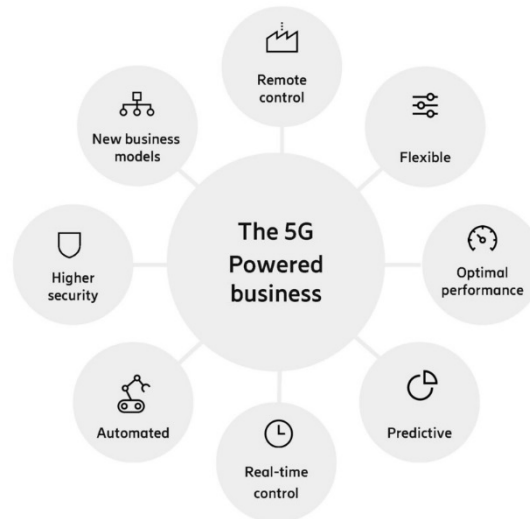 Remote
control
Flexible
Optimal
performance
Predictive
Real-time
control
Automated
Higher
security
New business
models
The 5G
Powered
business